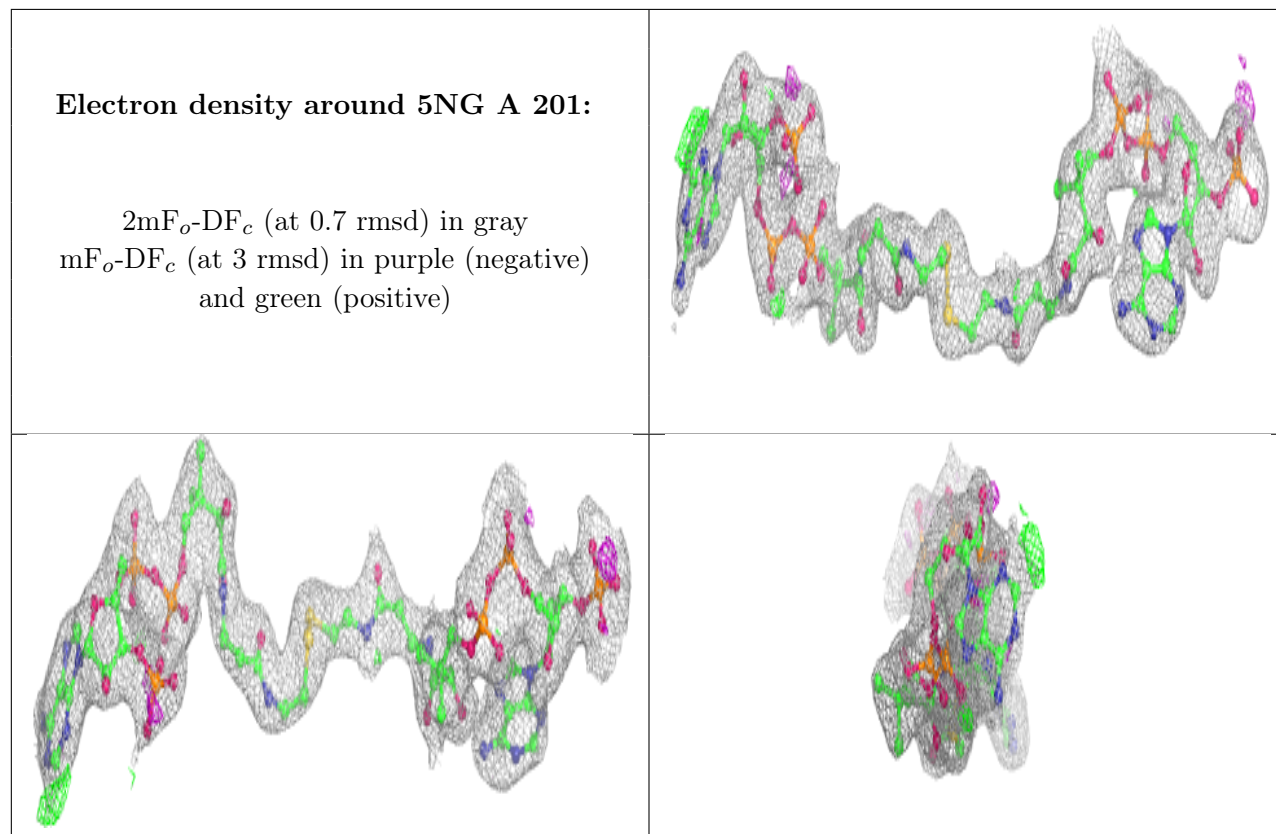 Electron density around 5NG A 201:
2mFo-DFc (at 0.7 rmsd) in gray
mFo-DFc (at 3 rmsd) in purple (negative)
and green (positive)